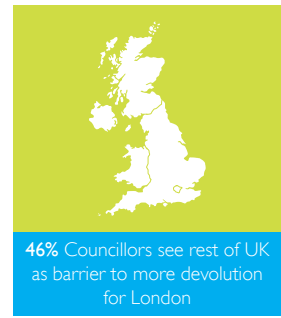 46% Councillors see rest of UK
as barrier to more devolution
for London